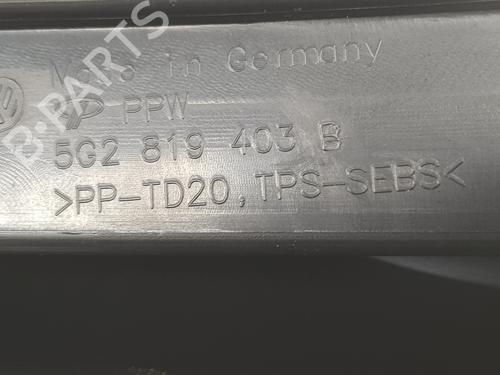 Made in Germany
PPW
5G2 819 403 B
>PP-TD20, TPS-SEBS<
B-PARTS